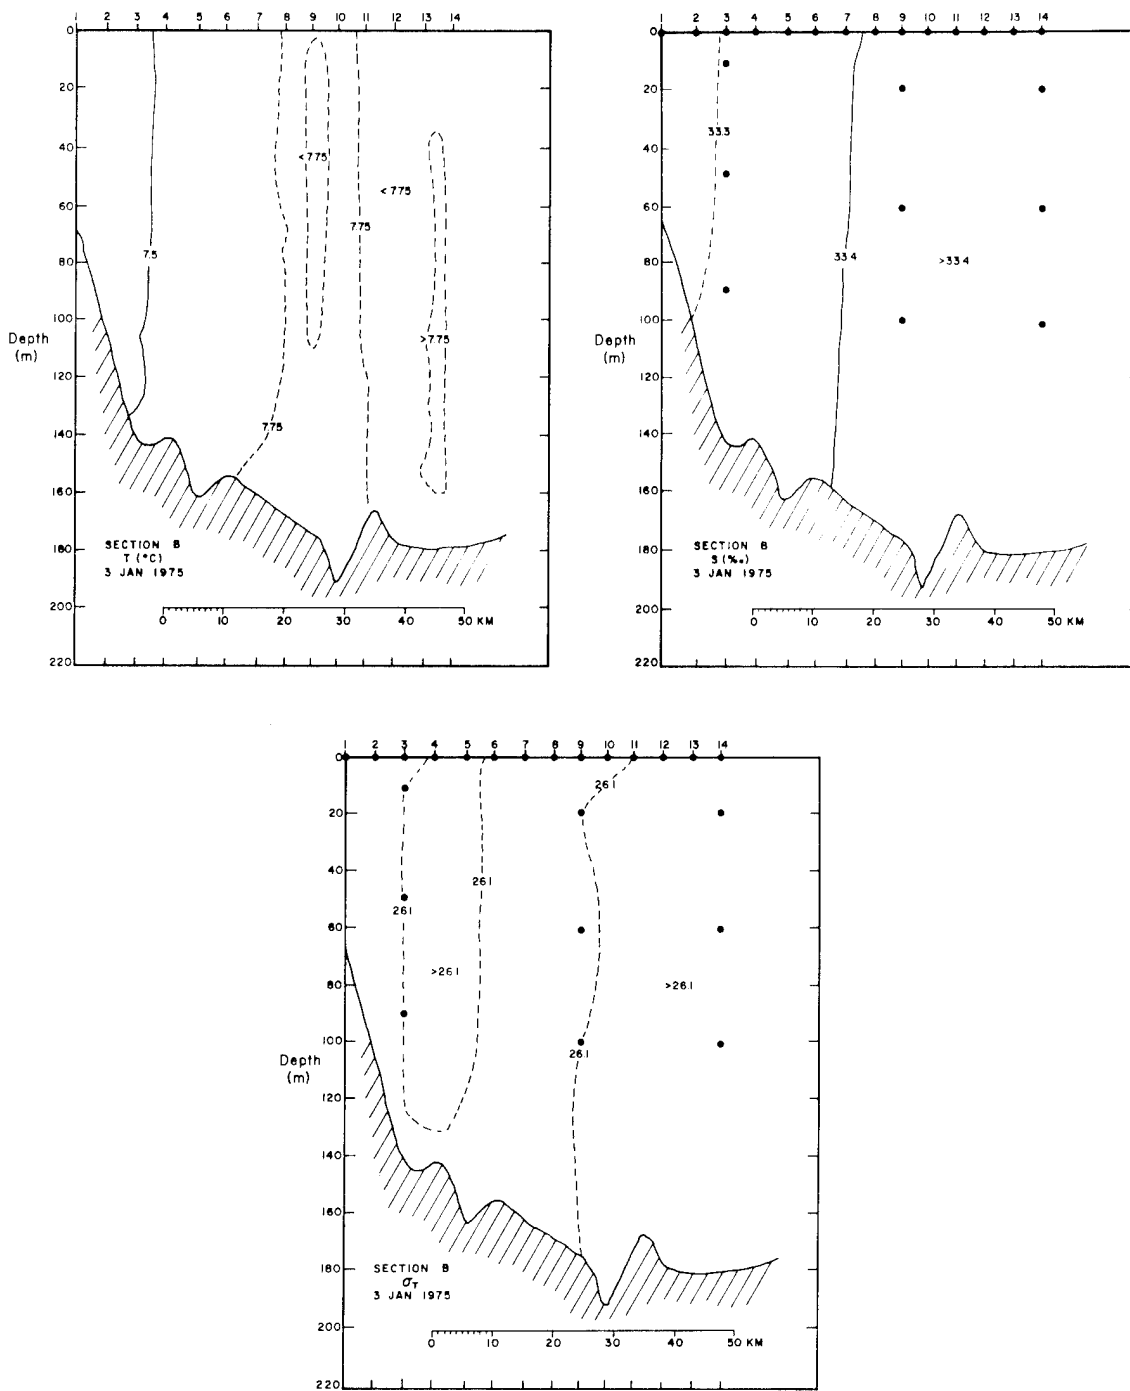 1 2 3 4 5 6 7 8 9 10 11 12 13 14
0
20
40
60
80
100
120
140
160
180
200
220
Depth
(m)
<7.75
<7.75
7.75
7.5
>7.75
7.75
SECTION B
T (°C)
3 JAN 1975
0 10 20 30 40 50 KM
1 2 3 4 5 6 7 8 9 10 11 12 13 14
0
20
40
60
80
100
120
140
160
180
200
220
Depth
(m)
33.3
33.4
>33.4
SECTION B
S (‰)
3 JAN 1975
0 10 20 30 40 50 KM
1 2 3 4 5 6 7 8 9 10 11 12 13 14
0
20
40
60
80
100
120
140
160
180
200
220
Depth
(m)
26.1
26.1
26.1
>26.1
>26.1
26.1
SECTION B
σT
3 JAN 1975
0 10 20 30 40 50 KM